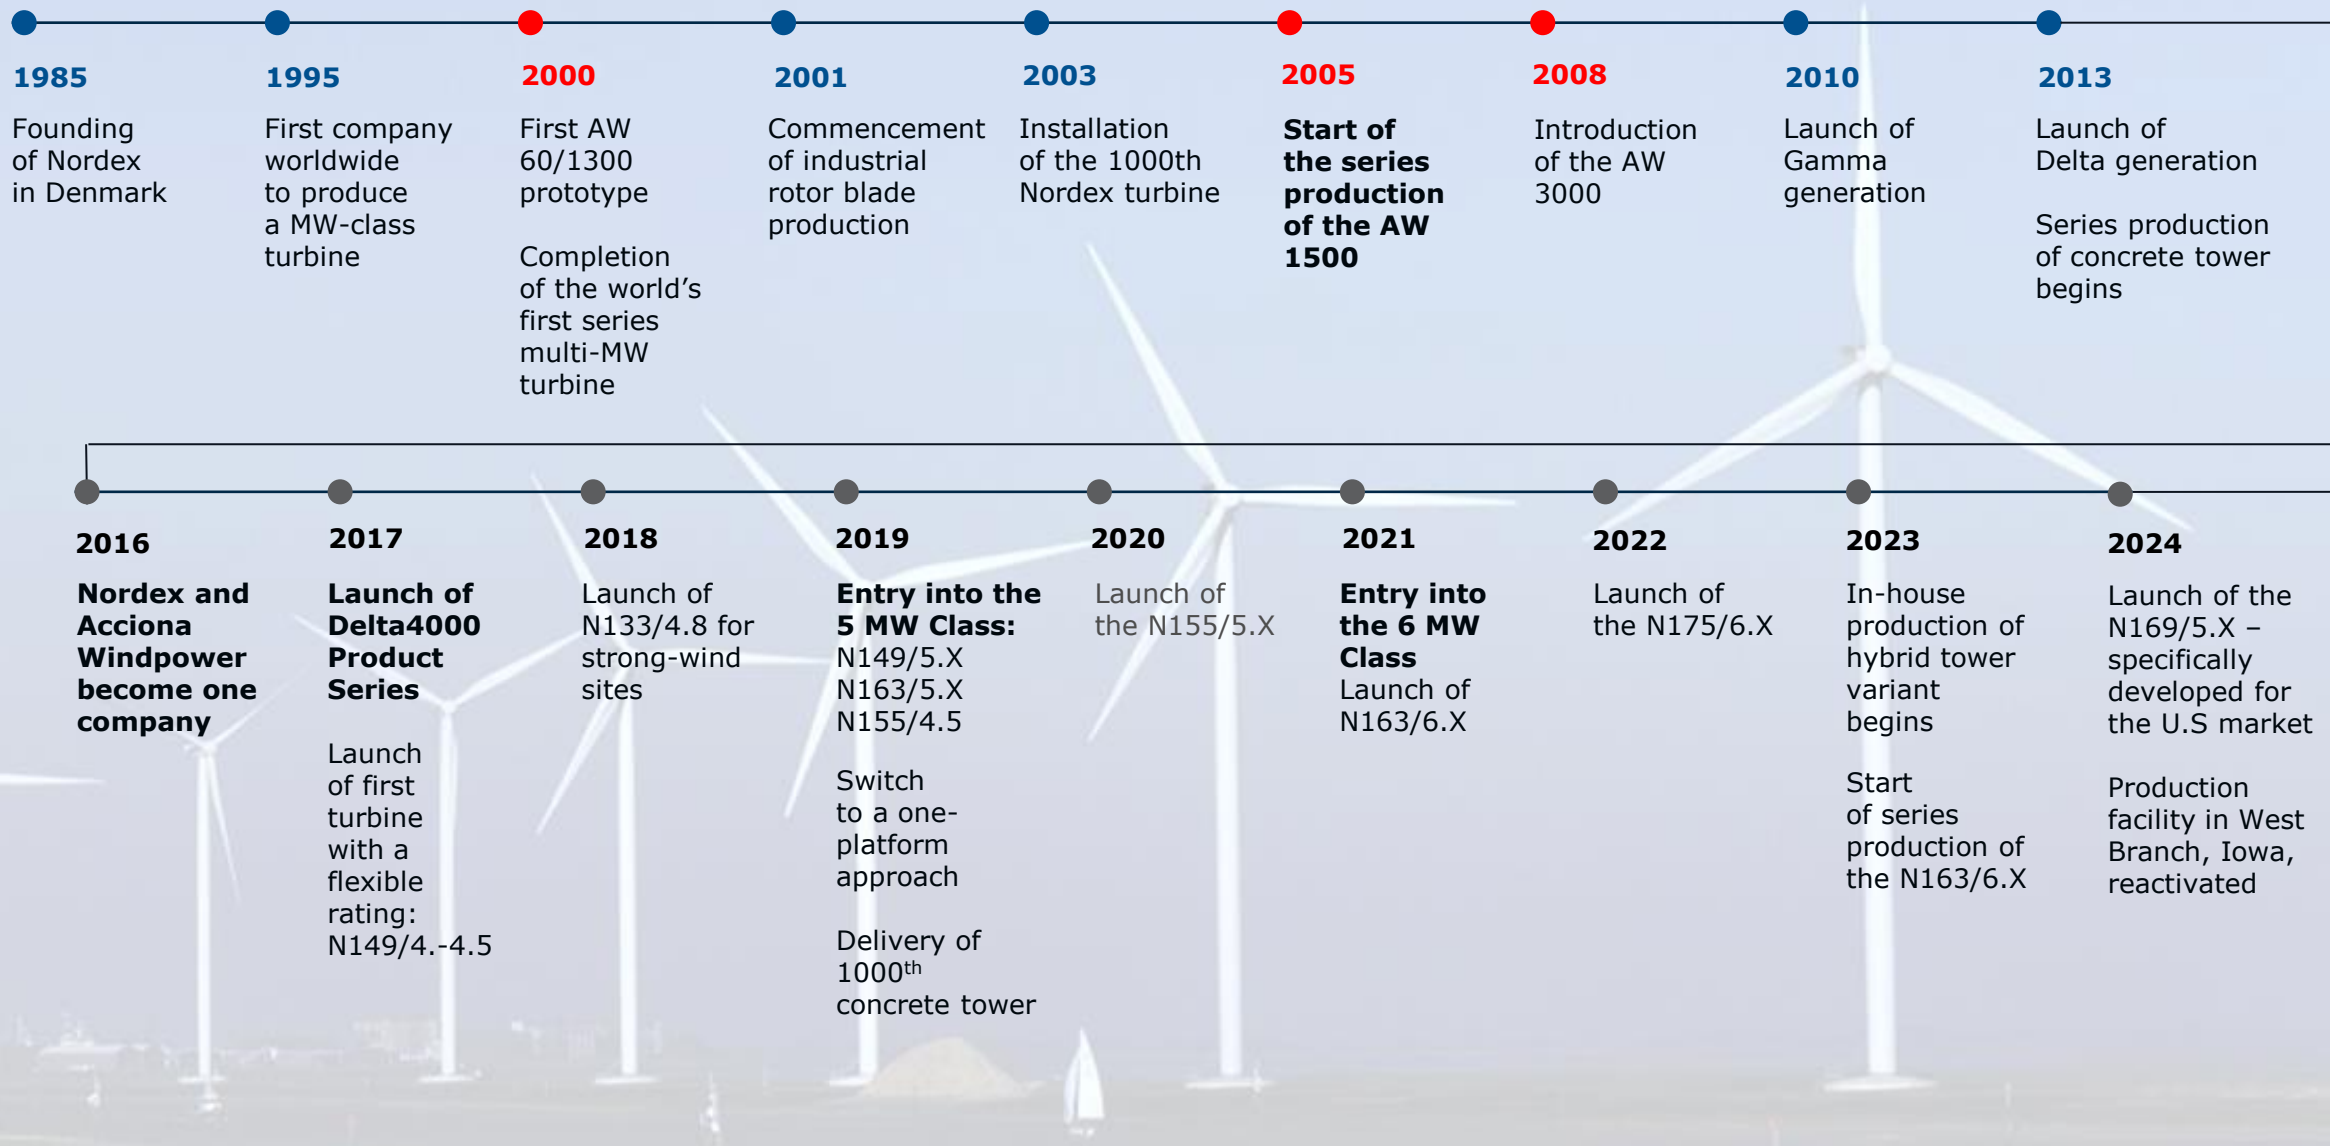 1985
Founding
of Nordex
in Denmark
1995
First company
worldwide
to produce
a MW-class
turbine
2000
First AW
60/1300
prototype
Completion
of the world’s
first series
multi-MW
turbine
2001
Commencement
of industrial
rotor blade
production
2003
Installation
of the 1000th
Nordex turbine
2005
Start of
the series
production
of the AW
1500
2008
Introduction
of the AW
3000
2010
Launch of
Gamma
generation
2013
Launch of
Delta generation
Series production
of concrete tower
begins
2016
Nordex and
Acciona
Windpower
become one
company
2017
Launch of
Delta4000
Product
Series
Launch
of first
turbine
with a
flexible
rating:
N149/4.-4.5
2018
Launch of
N133/4.8 for
strong-wind
sites
2019
Entry into the
5 MW Class:
N149/5.X
N163/5.X
N155/4.5
Switch
to a one-
platform
approach
Delivery of
1000th
concrete tower
2020
Launch of
the N155/5.X
2021
Entry into
the 6 MW
Class
Launch of
N163/6.X
2022
Launch of
the N175/6.X
2023
In-house
production of
hybrid tower
variant
begins
Start
of series
production of
the N163/6.X
2024
Launch of the
N169/5.X –
specifically
developed for
the U.S market
Production
facility in West
Branch, Iowa,
reactivated